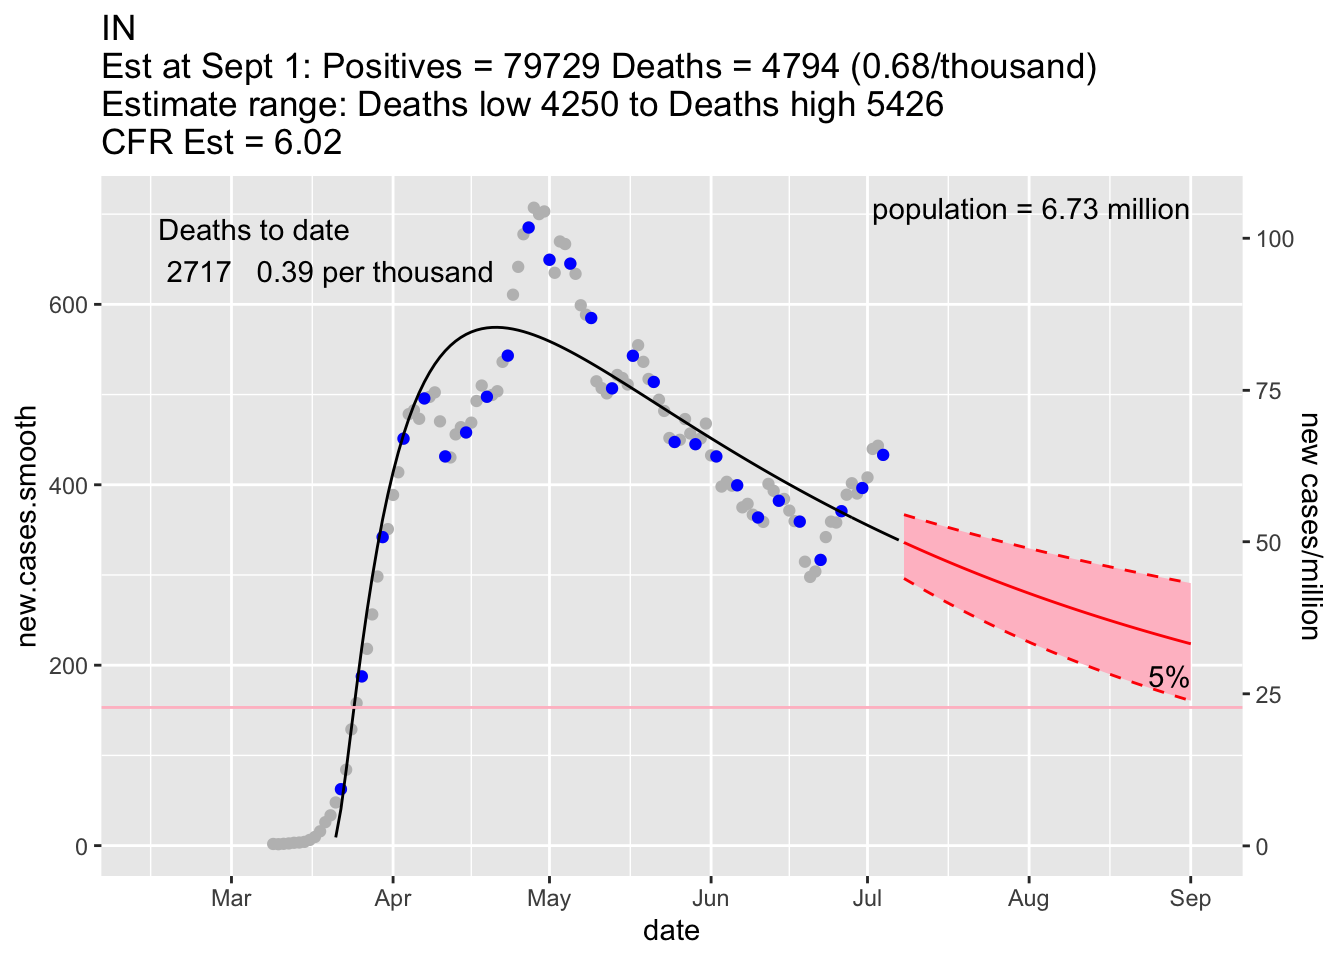 IN
Est at Sept 1: Positives = 79729 Deaths = 4794 (0.68/thousand)
Estimate range: Deaths low 4250 to Deaths high 5426
CFR Est = 6.02
Deaths to date
2717 0.39 per thousand
population = 6.73 million
new.cases.smooth
600
400
200
0
100
75
50
25
0
new cases/million
5%
Mar Apr May Jun Jul Aug Sep
date